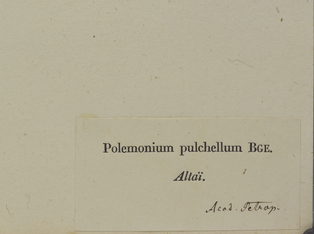 Polemonium pulchellum BGE.
Altaï.
Acad. Petrop.